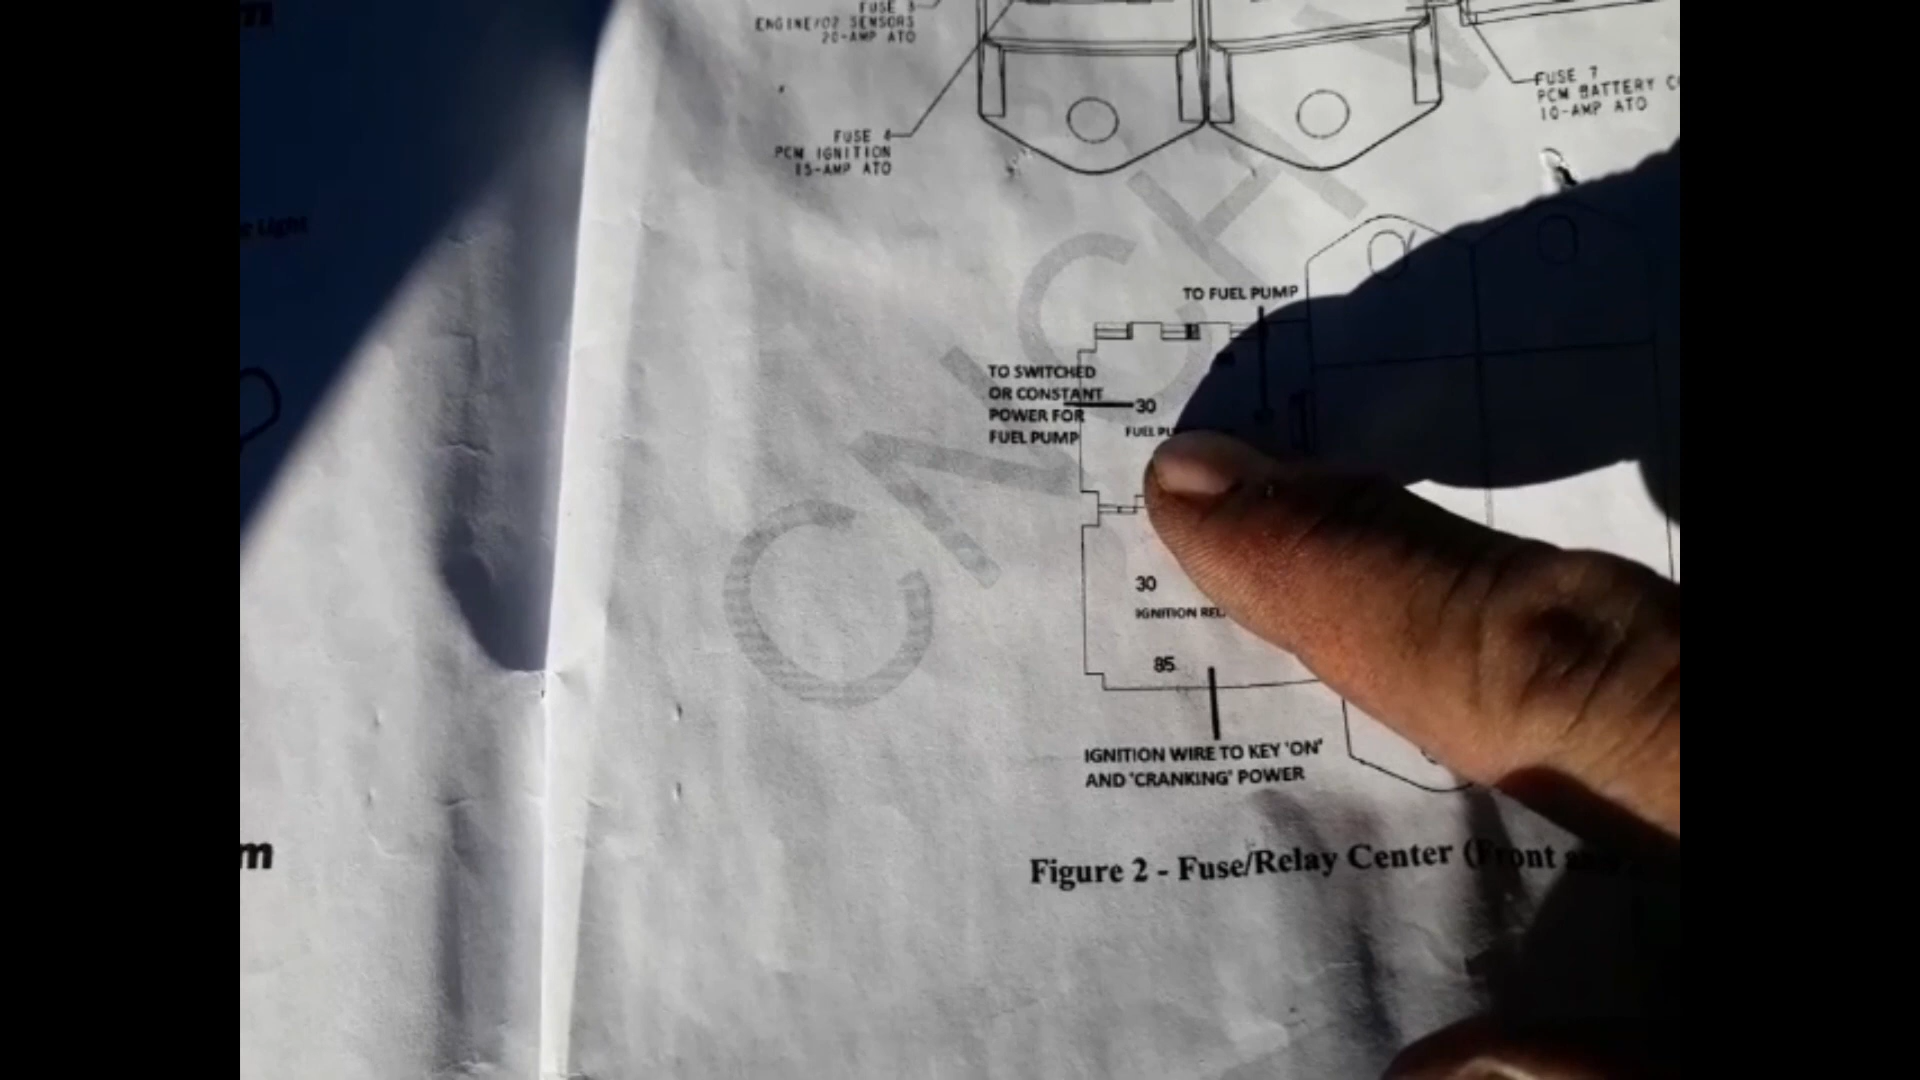 FUSE 3
ENGINE/O2 SENSORS
20-AMP ATO
FUSE 4
PCM IGNITION
15-AMP ATO
FUSE 7
PCM BATTERY
10-AMP ATO
Light
TO FUEL PUMP
TO SWITCHED
OR CONSTANT
POWER FOR
FUEL PUMP
30
FUEL PU
30
IGNITION REL
85
IGNITION WIRE TO KEY 'ON'
AND 'CRANKING' POWER
Figure 2 - Fuse/Relay Center (Front
m